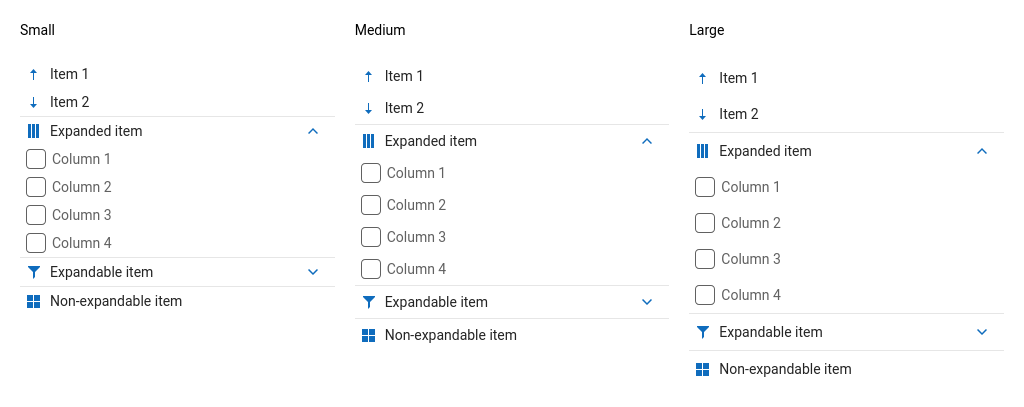 Small
Item 1
Item 2
Expanded item
Column 1
Column 2
Column 3
Column 4
Expandable item
Non-expandable item
Medium
Item 1
Item 2
Expanded item
Column 1
Column 2
Column 3
Column 4
Expandable item
Non-expandable item
Large
Item 1
Item 2
Expanded item
Column 1
Column 2
Column 3
Column 4
Expandable item
Non-expandable item